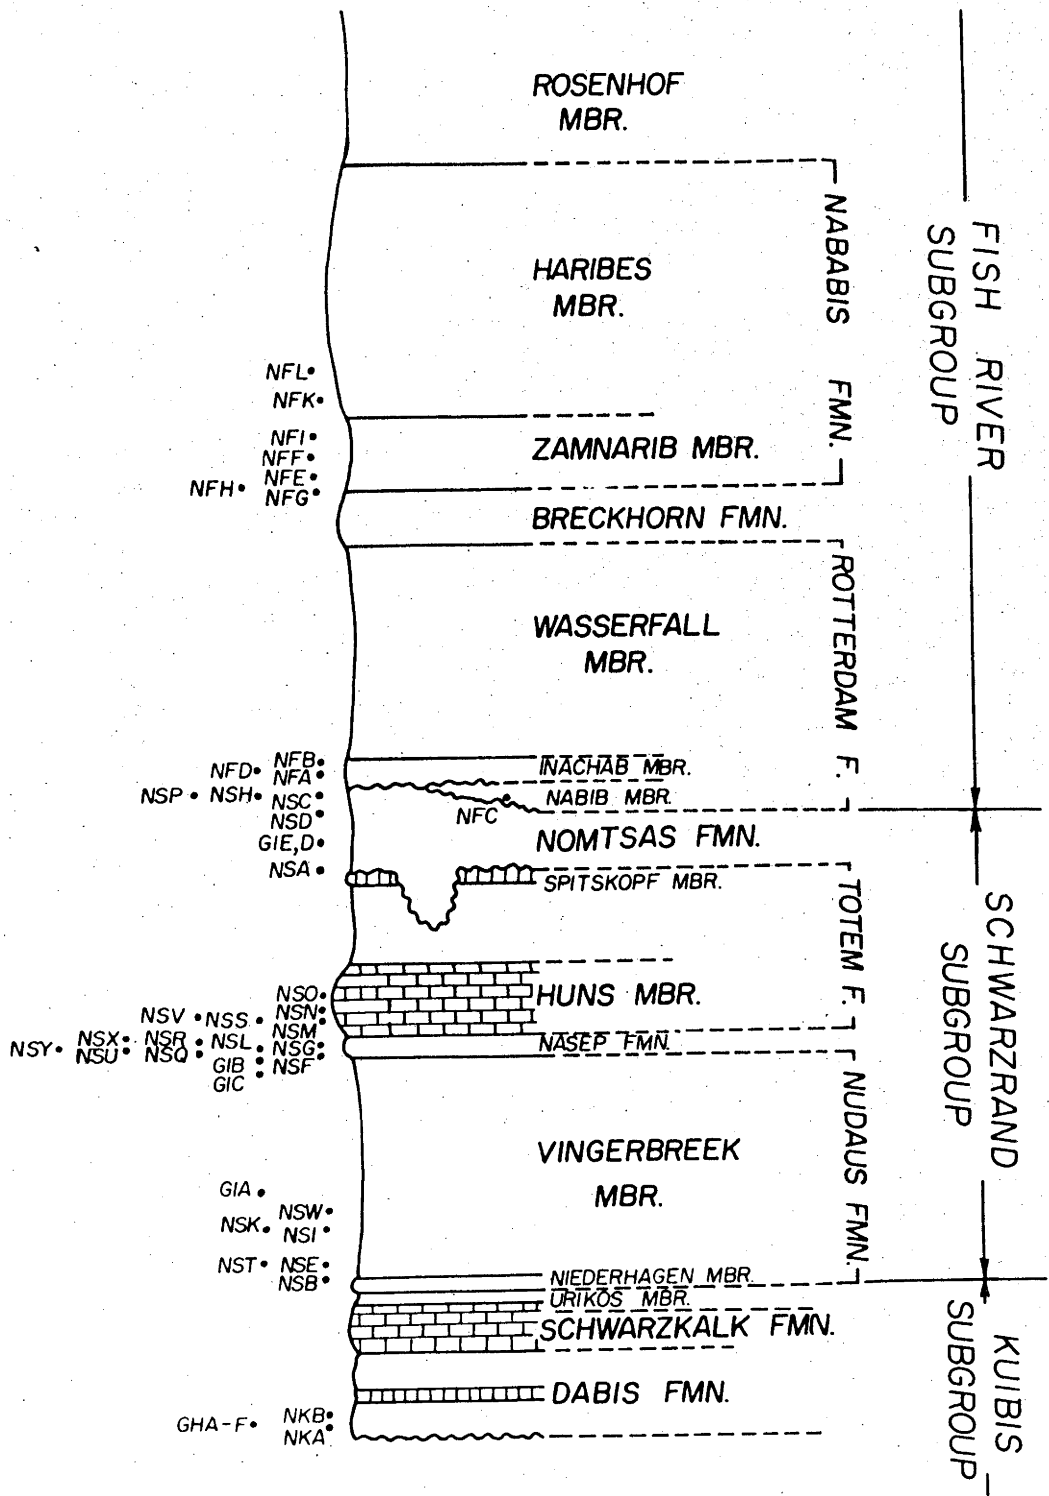 ROSENHOF
MBR.
HARIBES
MBR.
NABABIS FMN.
FISH RIVER
SUBGROUP
NFL
NFK
NFI
NFF
NFE
NFH
NFG
ZAMNARIB MBR.
BRECKHORN FMN.
WASSERFALL
MBR.
ROTTERDAM F.
NFB
NFD
NFA
INACHAB MBR.
NSP
NSH
NSC
NABIB MBR.
NFC
NSD
GIE,D
NOMTSAS FMN.
NSA
SPITSKOPF MBR.
TOTEM F.
SCHWARZRAND
SUBGROUP
NSO
HUNS MBR.
NSN
NSV
NSS
NSM
NSX
NSR
NSL
NSG
NASEP FMN.
NSY
NSU
NSQ
GIB
NSF
GIC
NUDAUS FMN.
VINGERBREEK
MBR.
GIA
NSW
NSK
NSI
NST
NSE
NSB
NIEDERHAGEN MBR.
URIKOS MBR.
SCHWARZKALK FMN.
KUIBIS
SUBGROUP
DABIS FMN.
NKB
GHA-F
NKA